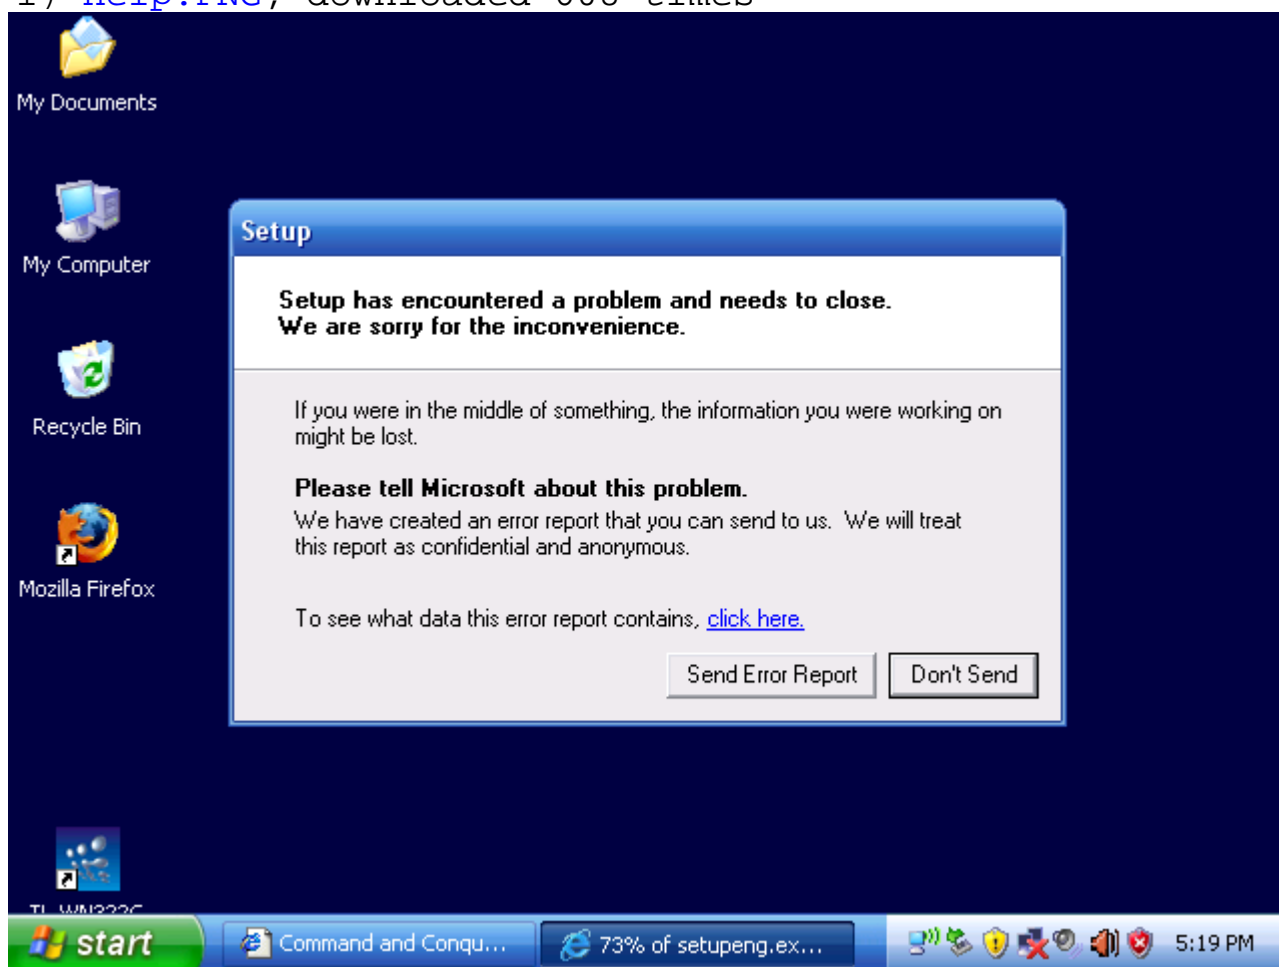 My Documents
My Computer
Recycle Bin
Mozilla Firefox
Setup
Setup has encountered a problem and needs to close.
We are sorry for the inconvenience.
If you were in the middle of something, the information you were working on
might be lost.
Please tell Microsoft about this problem.
We have created an error report that you can send to us. We will treat
this report as confidential and anonymous.
To see what data this error report contains, click here.
Send Error Report
Don't Send
start
Command and Conqu...
73% of setupeng.ex...
5:19 PM